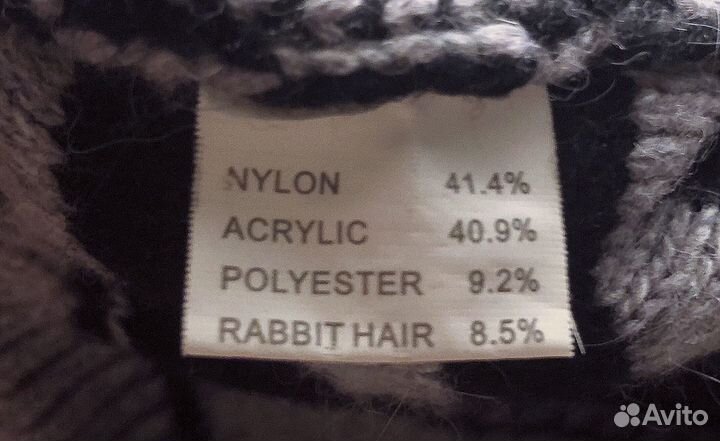 NYLON 41.4%
ACRYLIC 40.9%
POLYESTER 9.2%
RABBIT HAIR 8.5%
Avito